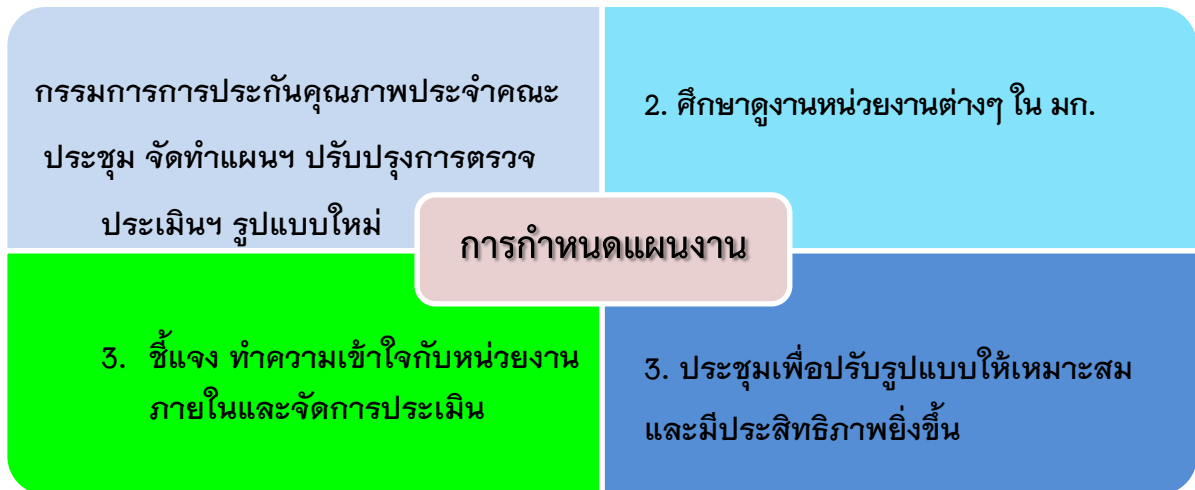 กรรมการการประกันคุณภาพประจำคณะ
ประชุม จัดทำแผนฯ ปรับปรุงการตรวจ
ประเมินฯ รูปแบบใหม่
2. ศึกษาดูงานหน่วยงานต่างๆ ใน มก.
การกำหนดแผนงาน
3. ชี้แจง ทำความเข้าใจกับหน่วยงาน
ภายในและจัดการประเมิน
3. ประชุมเพื่อปรับรูปแบบให้เหมาะสม
และมีประสิทธิภาพยิ่งขึ้น